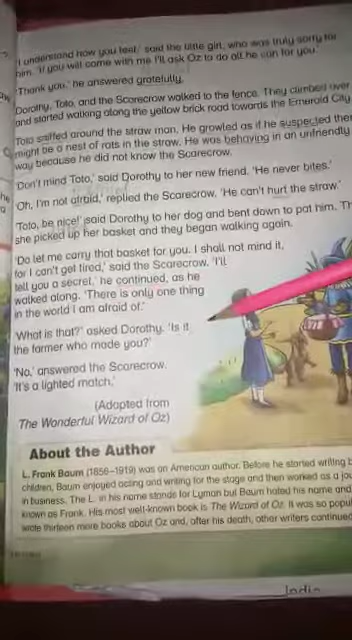 'I understand how you feel,' said the little girl, who was truly sorry for
him. 'If you will come with me I'll ask Oz to do all he can for you.'
'Thank you,' he answered gratefully.
Dorothy, Toto, and the Scarecrow walked to the fence. They climbed over
and started walking along the yellow brick road towards the Emerald City
Toto sniffed around the straw man. He growled as if he suspected there
might be a nest of rats in the straw. He was behaving in an unfriendly
way because he did not know the Scarecrow.
'Don't mind Toto,' said Dorothy to her new friend. 'He never bites.'
'Oh, I'm not afraid,' replied the Scarecrow. 'He can't hurt the straw.'
'Toto, be nice!' said Dorothy to her dog and bent down to pat him. Th
she picked up her basket and they began walking again.
'Do let me carry that basket for you. I shall not mind it,
for I can't get tired,' said the Scarecrow. 'I'll
tell you a secret,' he continued, as he
walked along. 'There is only one thing
in the world I am afraid of.'
'What is that?' asked Dorothy. 'Is it
the farmer who made you?'
'No,' answered the Scarecrow.
'It's a lighted match.'
(Adapted from
The Wonderful Wizard of Oz)
About the Author
L. Frank Baum (1856–1919) was an American author. Before he started writing
children, Baum enjoyed acting and writing for the stage and then worked as a jou
in business. The L. in his name stands for Lyman but Baum hated his name and
known as Frank. His most well-known book is The Wizard of Oz. It was so popul
wrote thirteen more books about Oz and, after his death, other writers continued